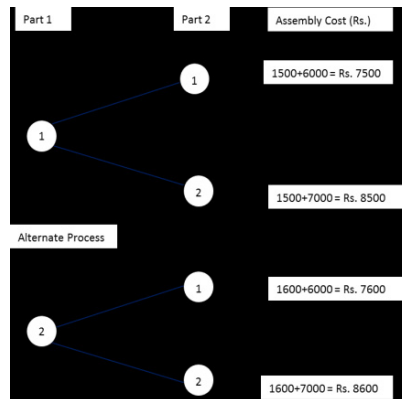 Part 1 Part 2 Assembly Cost (Rs.)
1 1500+6000 = Rs. 7500
1
2 1500+7000 = Rs. 8500
Alternate Process
1 1600+6000 = Rs. 7600
2
2 1600+7000 = Rs. 8600